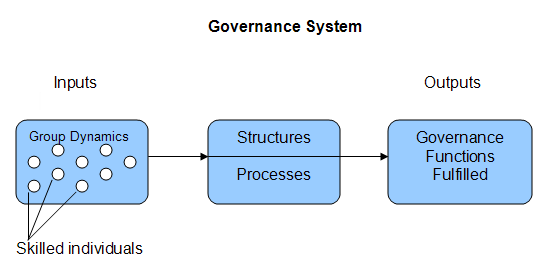 Governance System
Inputs
Outputs
Group Dynamics
Structures
Processes
Governance
Functions
Fulfilled
Skilled individuals